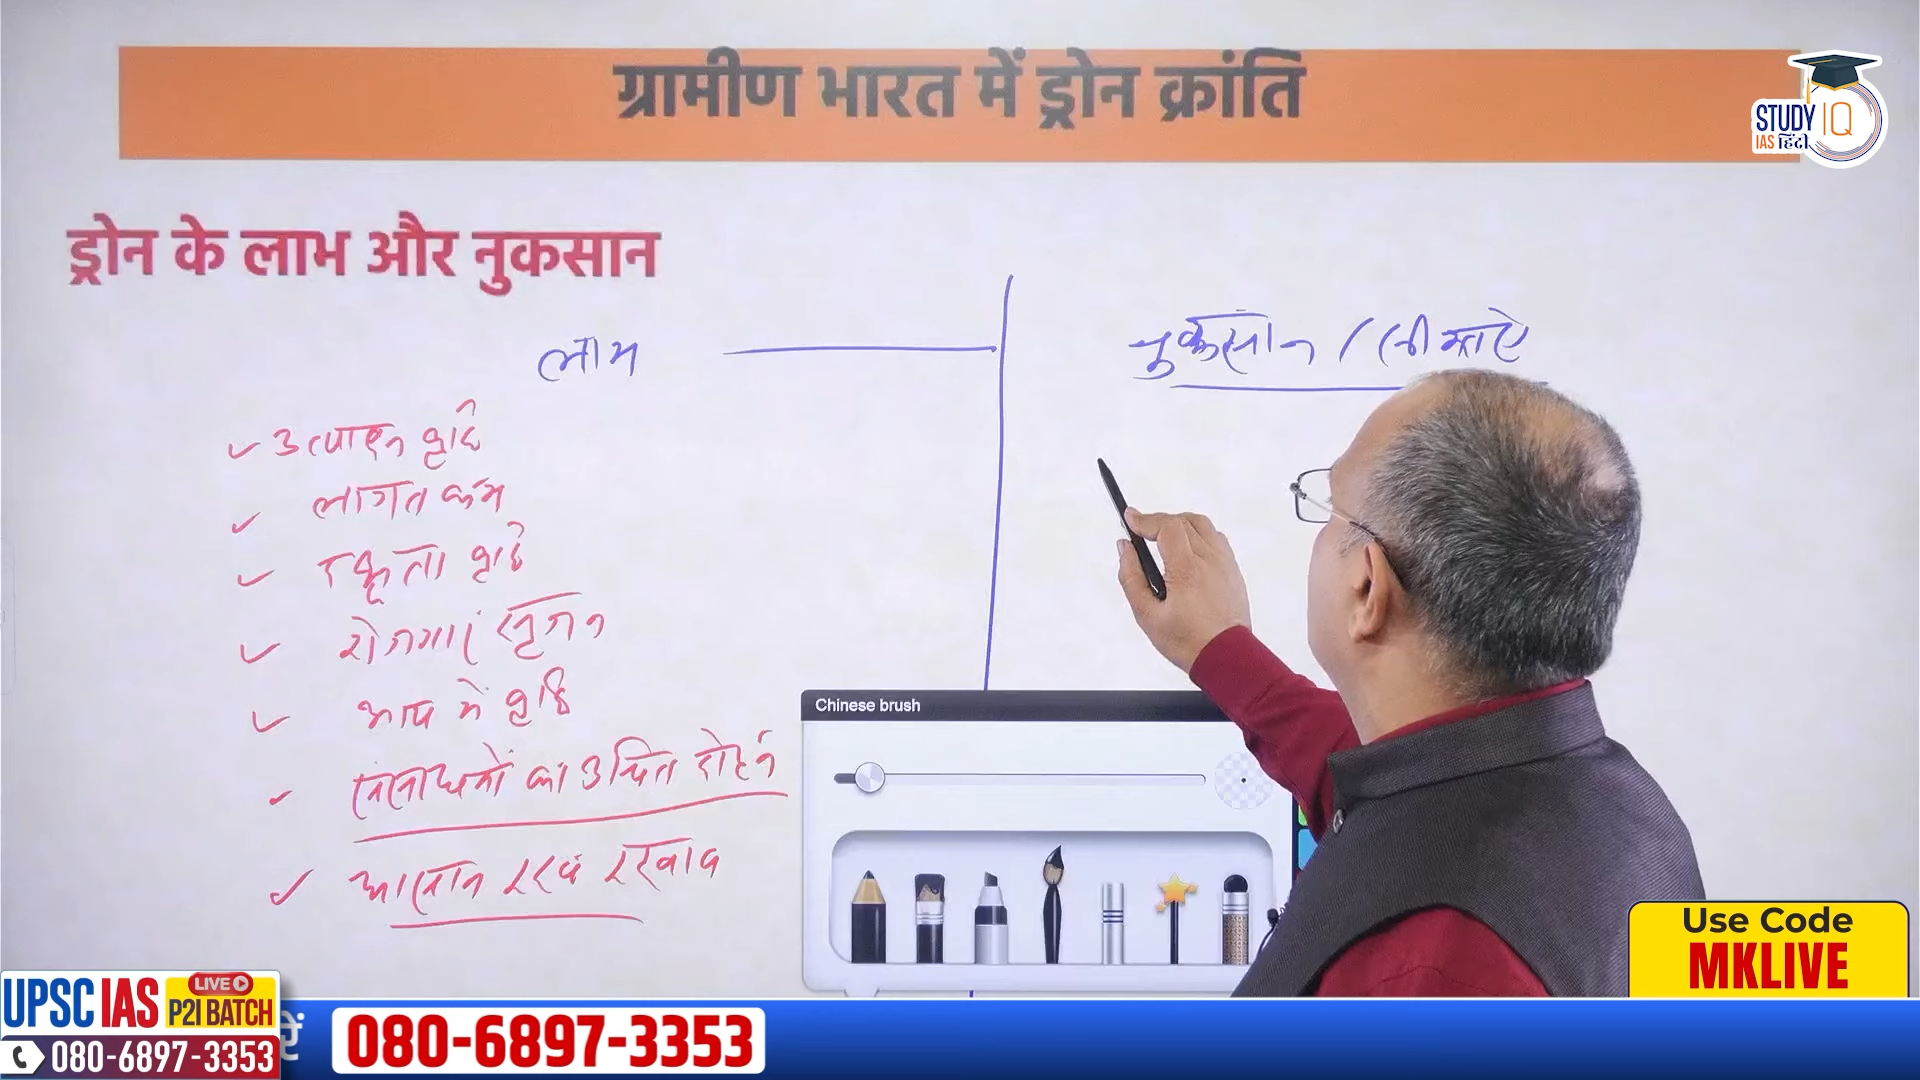 ग्रामीण भारत में ड्रोन क्रांति
STUDY IQ
IAS हिंदी
ड्रोन के लाभ और नुकसान
लाभ
नुकसान / सीमाएं
उत्पादन वृद्धि
लागत कम
दक्षता वृद्धि
रोजगार सृजन
आय में वृद्धि
संसाधनों का उचित दोहन
आसान रख रखाव
Chinese brush
Use Code
MKLIVE
UPSC IAS
LIVE
P2I BATCH
080-6897-3353
080-6897-3353